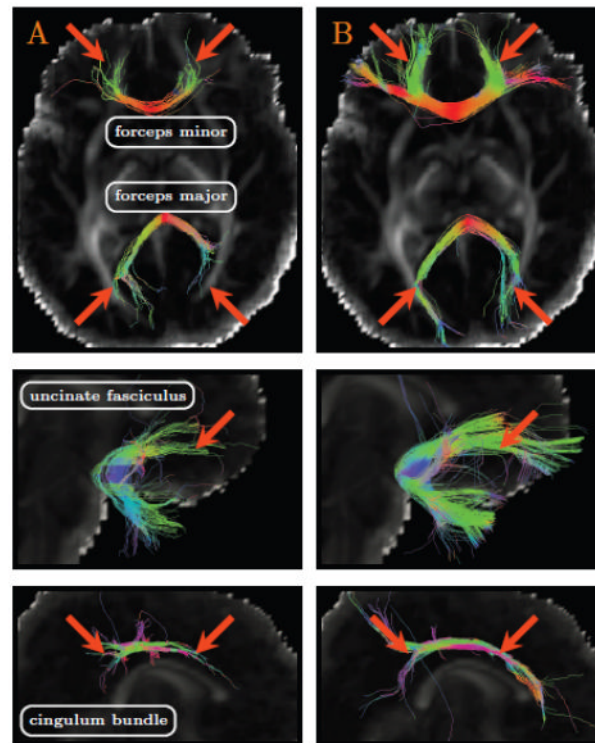 A
B
forceps minor
forceps major
uncinate fasciculus
cingulum bundle